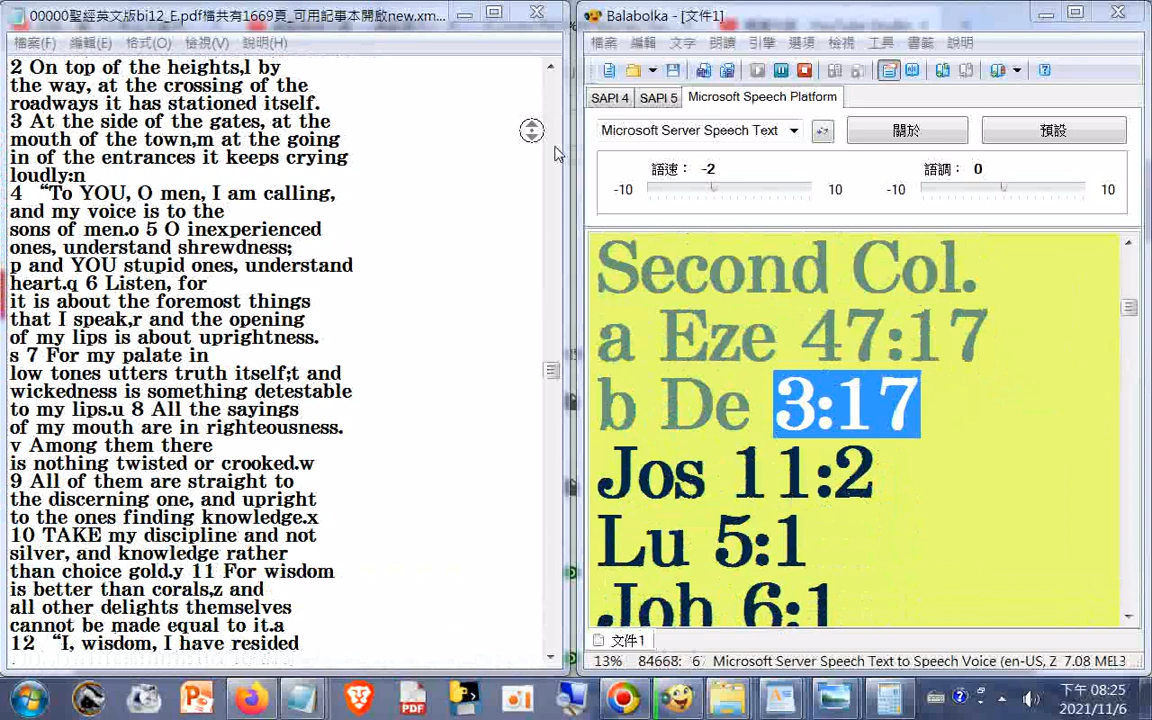 00000聖經英文版bi12_E.pdf檔共有1669頁_可用記事本開啟new.xm...
檔案(F) 編輯(E) 格式(O) 檢視(V) 說明(H)
2 On top of the heights,l by
the way, at the crossing of the
roadways it has stationed itself.
3 At the side of the gates, at the
mouth of the town,m at the going
in of the entrances it keeps crying
loudly:n
4 “To YOU, O men, I am calling,
and my voice is to the
sons of men.o 5 O inexperienced
ones, understand shrewdness;
p and YOU stupid ones, understand
heart.q 6 Listen, for
it is about the foremost things
that I speak,r and the opening
of my lips is about uprightness.
s 7 For my palate in
low tones utters truth itself;t and
wickedness is something detestable
to my lips.u 8 All the sayings
of my mouth are in righteousness.
v Among them there
is nothing twisted or crooked.w
9 All of them are straight to
the discerning one, and upright
to the ones finding knowledge.x
10 TAKE my discipline and not
silver, and knowledge rather
than choice gold.y 11 For wisdom
is better than corals,z and
all other delights themselves
cannot be made equal to it.a
12 “I, wisdom, I have resided
Balabolka - [文件1]
檔案 編輯 文字 朗讀 引擎 選項 檢視 工具 書籤 說明
SAPI 4 SAPI 5 Microsoft Speech Platform
Microsoft Server Speech Text 關於 預設
語速： -2 語調： 0
-10 10 -10 10
Second Col.
a Eze 47:17
b De 3:17
Jos 11:2
Lu 5:1
Joh 6:1
文件1
13% 84668: 6 Microsoft Server Speech Text to Speech Voice (en-US, Z 7.08 MEL3
PDF
下午 08:25
2021/11/6